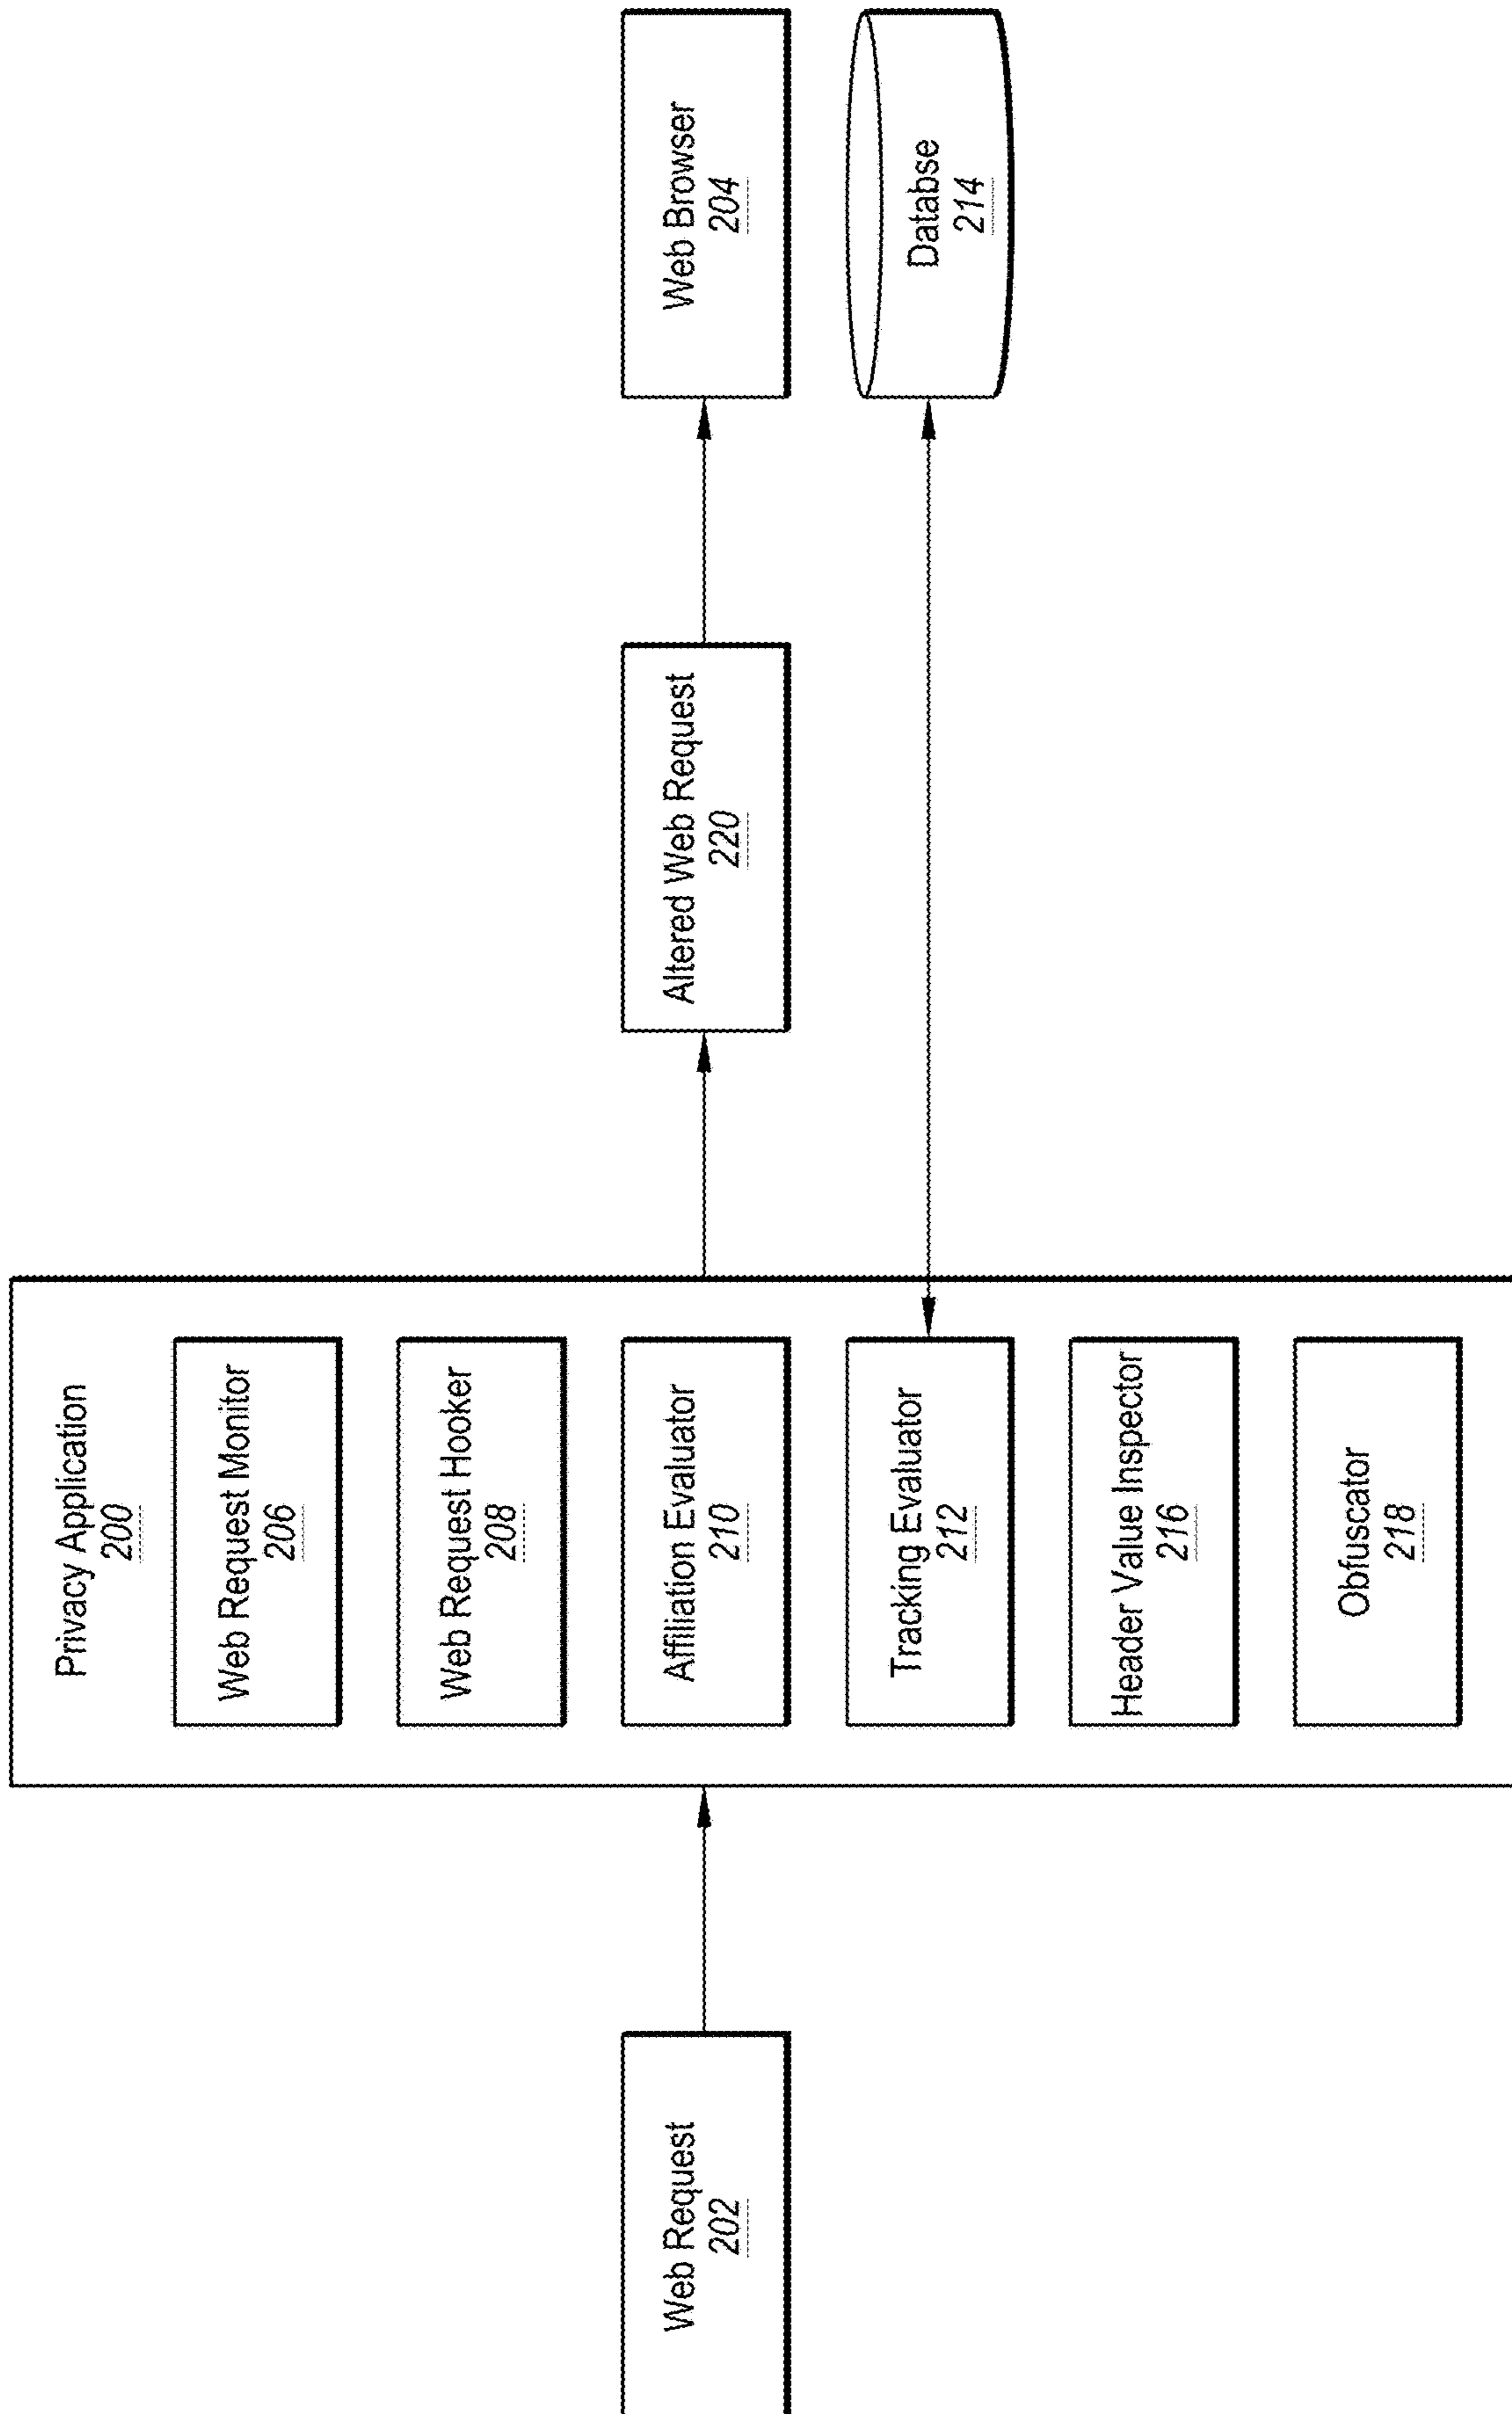 Web Request
202
Privacy Application
200
Web Request Monitor
206
Web Request Hooker
208
Affiliation Evaluator
210
Tracking Evaluator
212
Header Value Inspector
216
Obfuscator
218
Altered Web Request
220
Web Browser
204
Databse
214